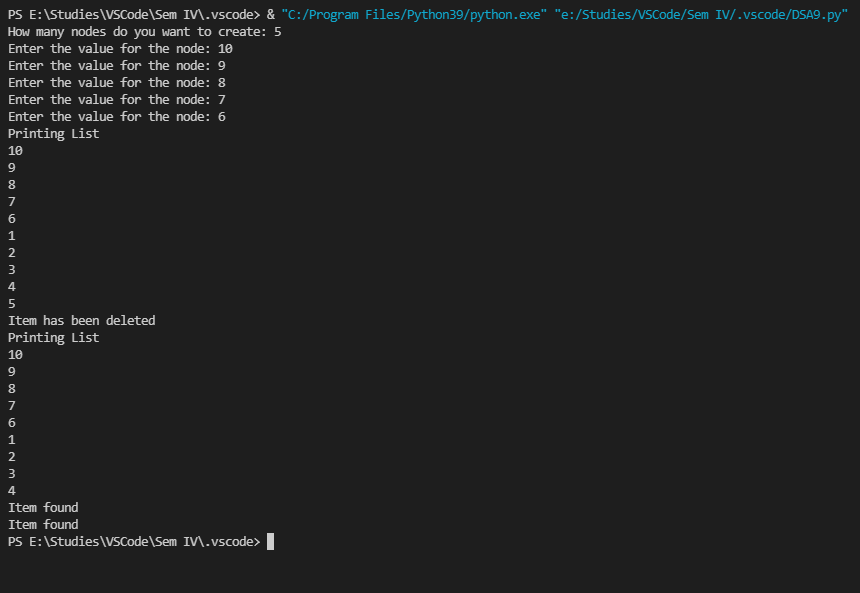 PS E:\Studies\VSCode\Sem IV\.vscode> & "C:/Program Files/Python39/python.exe" "e:/Studies/VSCode/Sem IV/.vscode/DSA9.py"
How many nodes do you want to create: 5
Enter the value for the node: 10
Enter the value for the node: 9
Enter the value for the node: 8
Enter the value for the node: 7
Enter the value for the node: 6
Printing List
10
9
8
7
6
1
2
3
4
5
Item has been deleted
Printing List
10
9
8
7
6
1
2
3
4
Item found
Item found
PS E:\Studies\VSCode\Sem IV\.vscode>